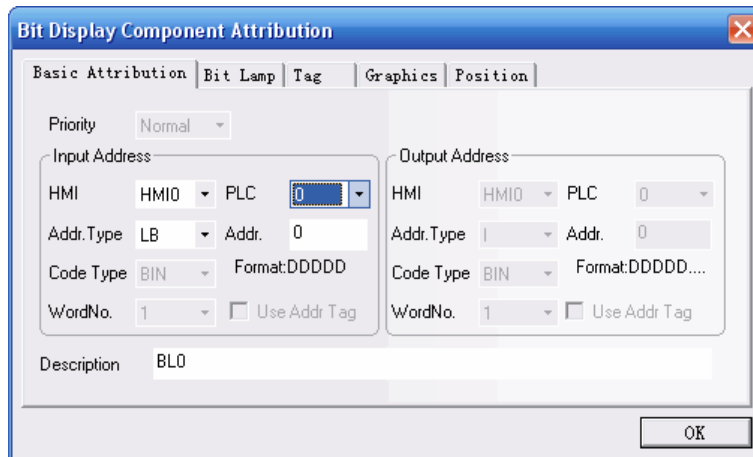 Bit Display Component Attribution
Basic Attribution Bit Lamp Tag Graphics Position
Priority Normal
Input Address
HMI HMI0 PLC 0
Addr.Type LB Addr. 0
Code Type BIN Format:DDDDD
WordNo. 1 Use Addr Tag
Output Address
HMI HMI0 PLC 0
Addr.Type I Addr. 0
Code Type BIN Format:DDDDD....
WordNo. 1 Use Addr Tag
Description BL0
OK